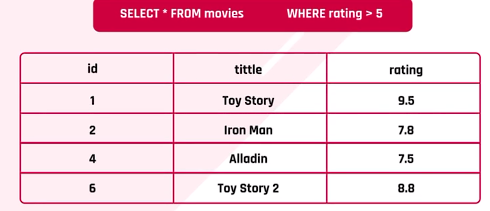 SELECT * FROM movies WHERE rating > 5
id tittle rating
1 Toy Story 9.5
2 Iron Man 7.8
4 Alladin 7.5
6 Toy Story 2 8.8